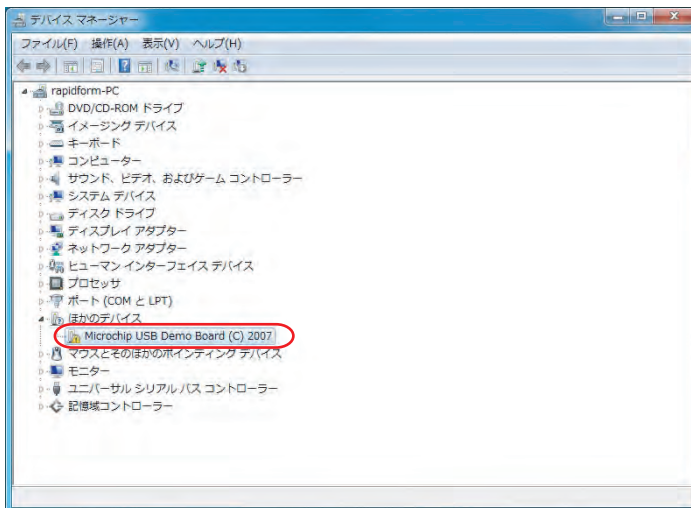 デバイス マネージャー
ファイル(F) 操作(A) 表示(V) ヘルプ(H)
rapidform-PC
DVD/CD-ROM ドライブ
イメージング デバイス
キーボード
コンピューター
サウンド、ビデオ、およびゲーム コントローラー
システム デバイス
ディスク ドライブ
ディスプレイ アダプター
ネットワーク アダプター
ヒューマン インターフェイス デバイス
プロセッサ
ポート (COM と LPT)
ほかのデバイス
Microchip USB Demo Board (C) 2007
マウスとそのほかのポインティング デバイス
モニター
ユニバーサル シリアル バス コントローラー
記憶域コントローラー